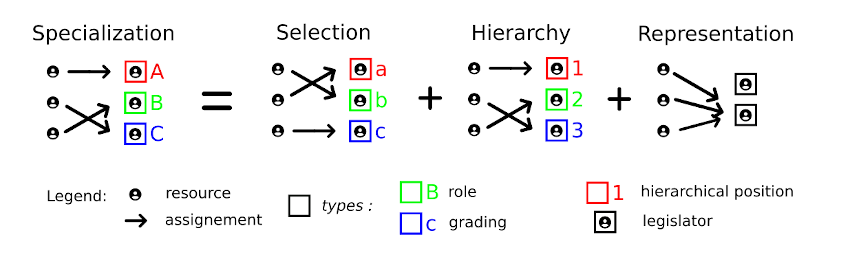 Specialization Selection Hierarchy Representation
A a 1
= + +
B b 2
C c 3
Legend: resource types : B role 1 hierarchical position
assignement c grading legislator